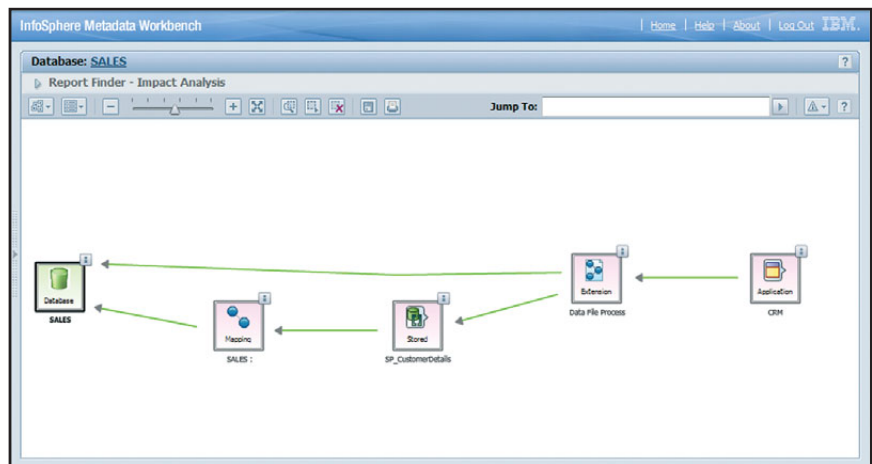 InfoSphere Metadata Workbench
| Home | Help | About | Log Out IBM.
Database: SALES ?
Report Finder - Impact Analysis
Jump To: ?
Database
SALES
Mapping
SALES :
Stored
SP_CustomerDetails
Extension
Data File Process
Application
CRM